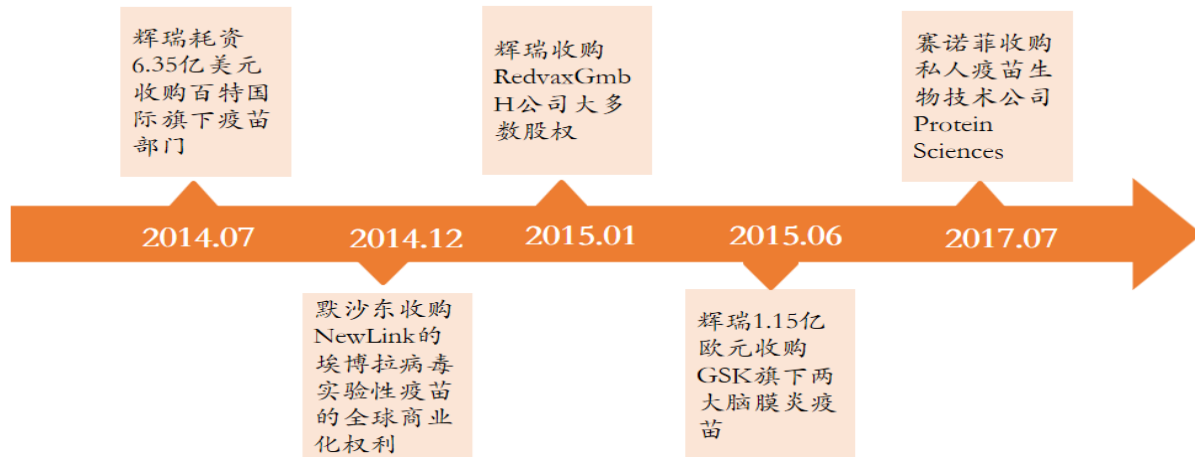 辉瑞耗资
6.35亿美元
收购百特国
际旗下疫苗
部门
辉瑞收购
RedvaxGmb
H公司大多
数股权
赛诺菲收购
私人疫苗生
物技术公司
Protein
Sciences
2014.07
2014.12
2015.01
2015.06
2017.07
默沙东收购
NewLink的
埃博拉病毒
实验性疫苗
的全球商业
化权利
辉瑞1.15亿
欧元收购
GSK旗下两
大脑膜炎疫
苗